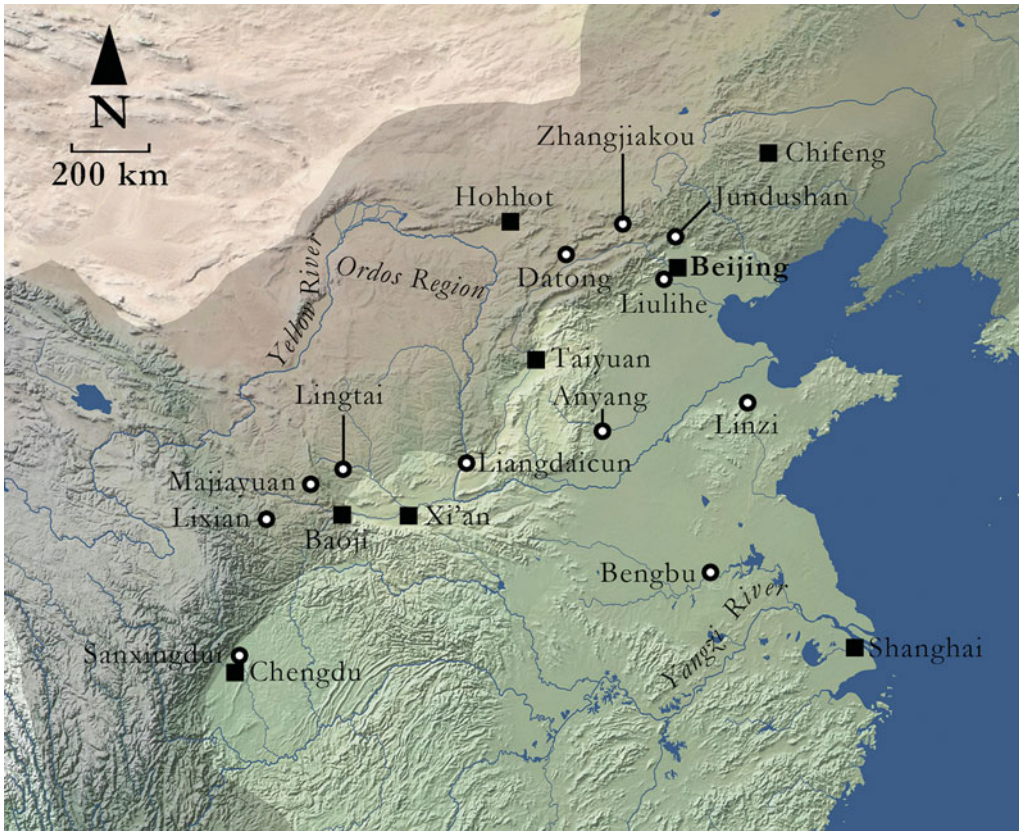 N
200 km
Zhangjiakou
Chifeng
Hohhot
Jundushan
Yellow River
Ordos Region
Datong
Beijing
Liulihe
Taiyuan
Lingtai
Anyang
Linzi
Liangdaicun
Majiayuan
Lixian
Baoji
Xi'an
Bengbu
Yangzi River
Sanxingdui
Chengdu
Shanghai